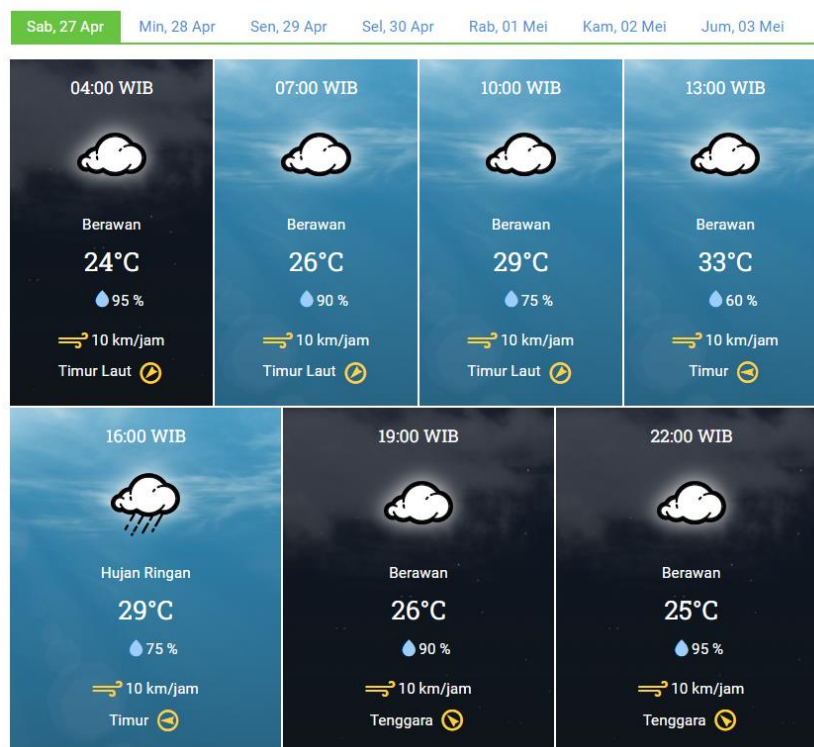 Sab, 27 Apr Min, 28 Apr Sen, 29 Apr Sel, 30 Apr Rab, 01 Mei Kam, 02 Mei Jum, 03 Mei
04:00 WIB
Berawan
24°C
95 %
10 km/jam
Timur Laut
07:00 WIB
Berawan
26°C
90 %
10 km/jam
Timur Laut
10:00 WIB
Berawan
29°C
75 %
10 km/jam
Timur Laut
13:00 WIB
Berawan
33°C
60 %
10 km/jam
Timur
16:00 WIB
Hujan Ringan
29°C
75 %
10 km/jam
Timur
19:00 WIB
Berawan
26°C
90 %
10 km/jam
Tenggara
22:00 WIB
Berawan
25°C
95 %
10 km/jam
Tenggara